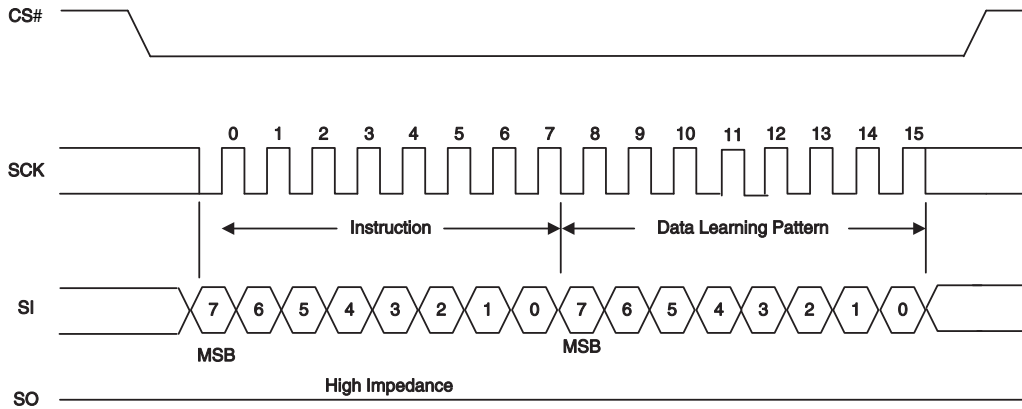 CS#
0 1 2 3 4 5 6 7 8 9 10 11 12 13 14 15
SCK
Instruction Data Learning Pattern
SI 7 6 5 4 3 2 1 0 7 6 5 4 3 2 1 0
MSB MSB
High Impedance
SO